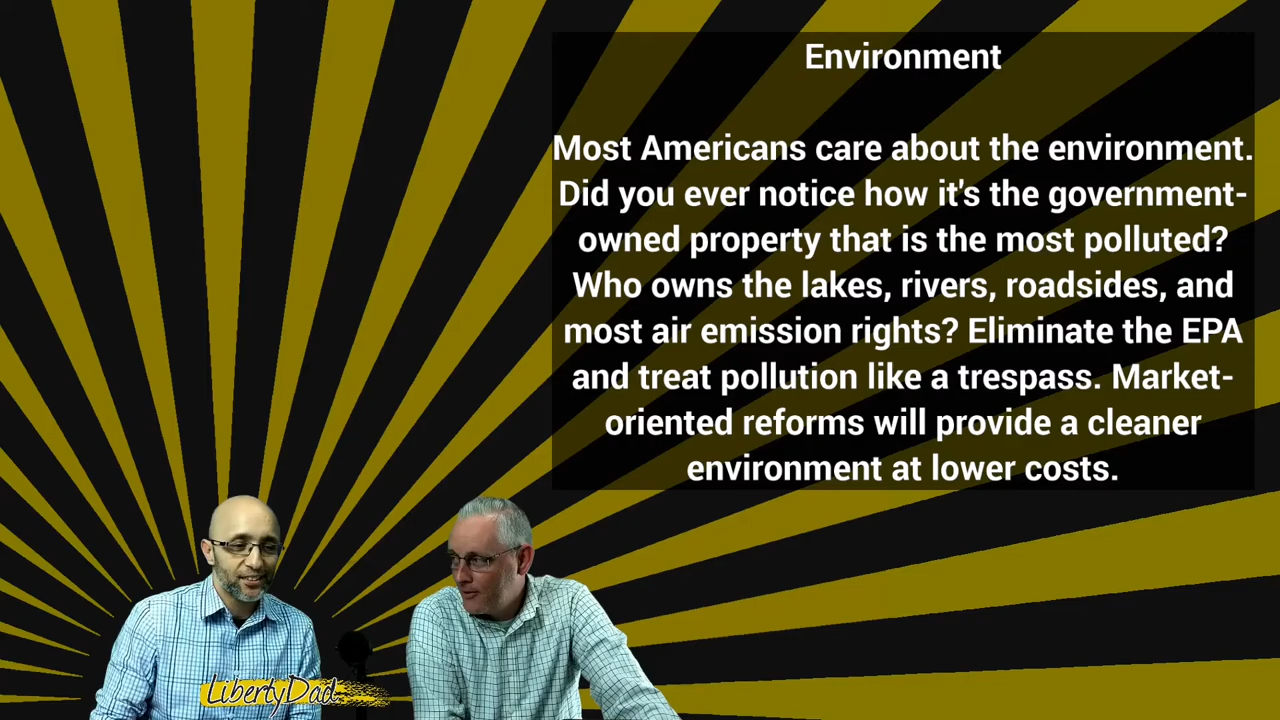 Environment
Most Americans care about the environment.
Did you ever notice how it's the government-
owned property that is the most polluted?
Who owns the lakes, rivers, roadsides, and
most air emission rights? Eliminate the EPA
and treat pollution like a trespass. Market-
oriented reforms will provide a cleaner
environment at lower costs.
LibertyDad